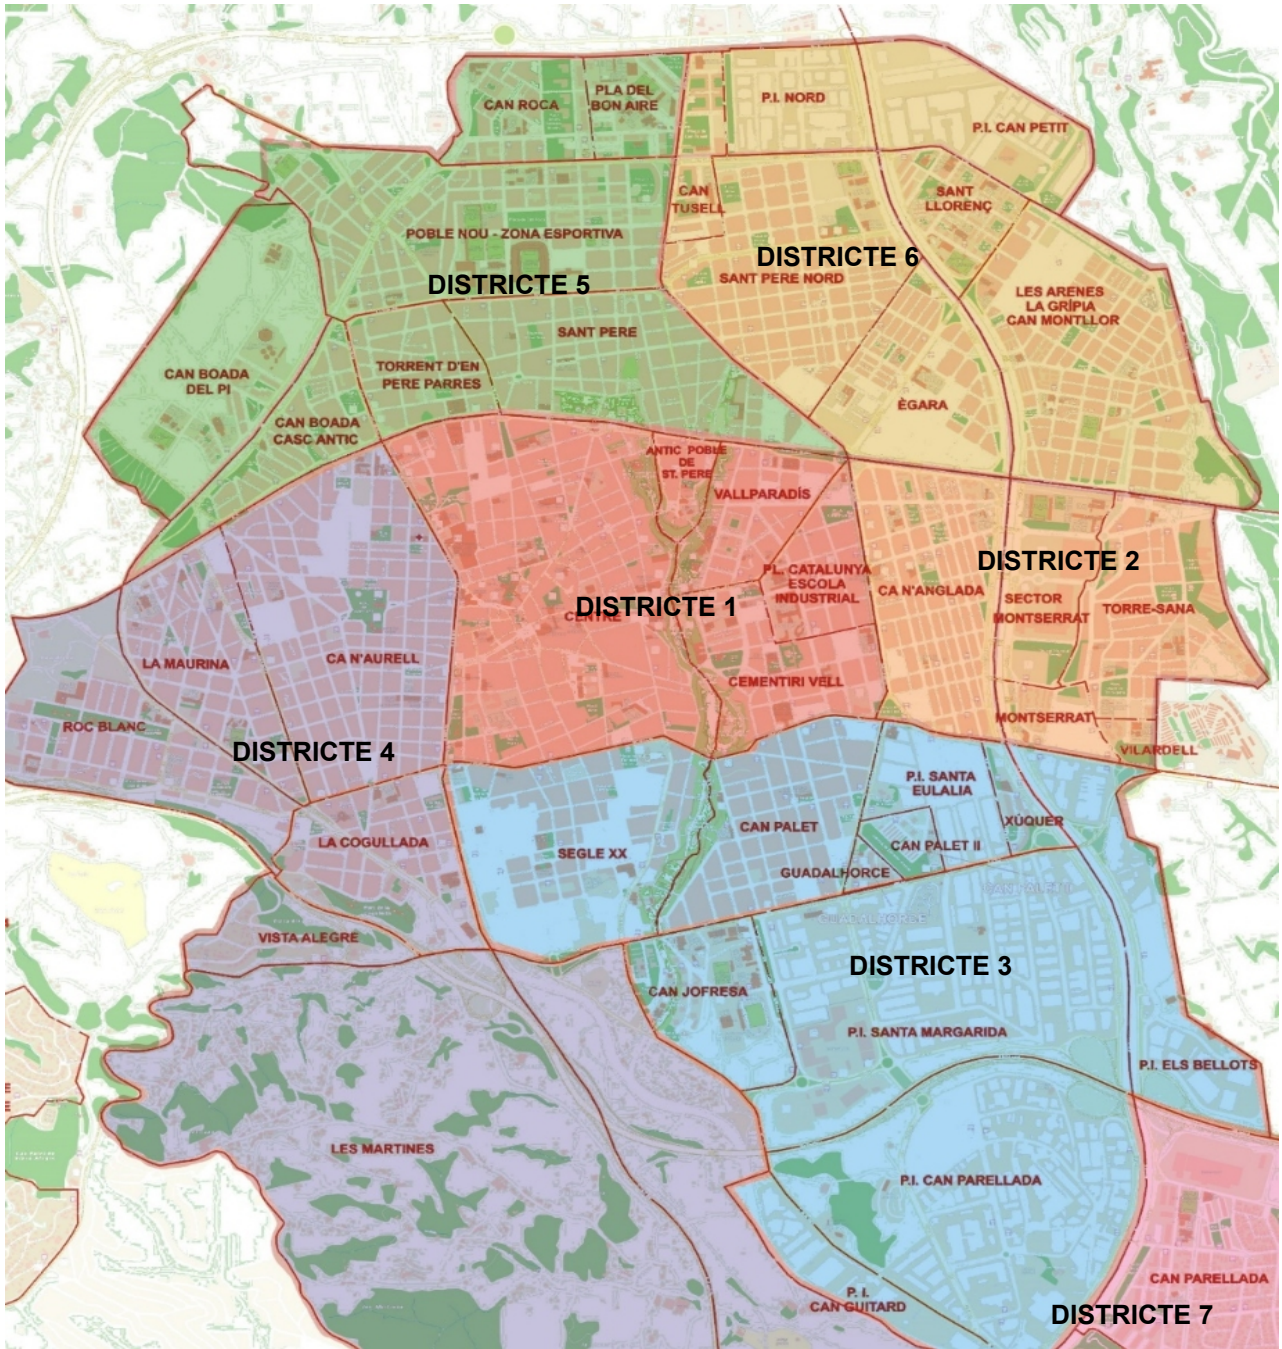 CAN ROCA
PLA DEL
BON AIRE
P.I. NORD
P.I. CAN PETIT
CAN
TUSELL
SANT
LLORENÇ
POBLE NOU - ZONA ESPORTIVA
DISTRICTE 5
DISTRICTE 6
SANT PERE NORD
LES ARENES
LA GRÍPIA
CAN MONTLLOR
SANT PERE
TORRENT D'EN
PERE PARRES
CAN BOADA
DEL PI
CAN BOADA
CASC ANTIC
ÈGARA
ANTIC POBLE
DE
ST. PERE
VALLPARADÍS
PL. CATALUNYA
ESCOLA
INDUSTRIAL
DISTRICTE 1
CENTRE
CA N'ANGLADA
DISTRICTE 2
SECTOR
MONTSERRAT
TORRE-SANA
LA MAURINA
CA N'AURELL
CEMENTIRI VELL
ROC BLANC
DISTRICTE 4
MONTSERRAT
VILARDELL
P.I. SANTA
EULALIA
XÚQUER
CAN PALET
CAN PALET II
LA COGULLADA
SEGLE XX
GUADALHORCE
VISTA ALEGRE
DISTRICTE 3
CAN JOFRESA
P.I. SANTA MARGARIDA
P.I. ELS BELLOTS
LES MARTINES
P.I. CAN PARELLADA
P. I.
CAN GUITARD
CAN PARELLADA
DISTRICTE 7